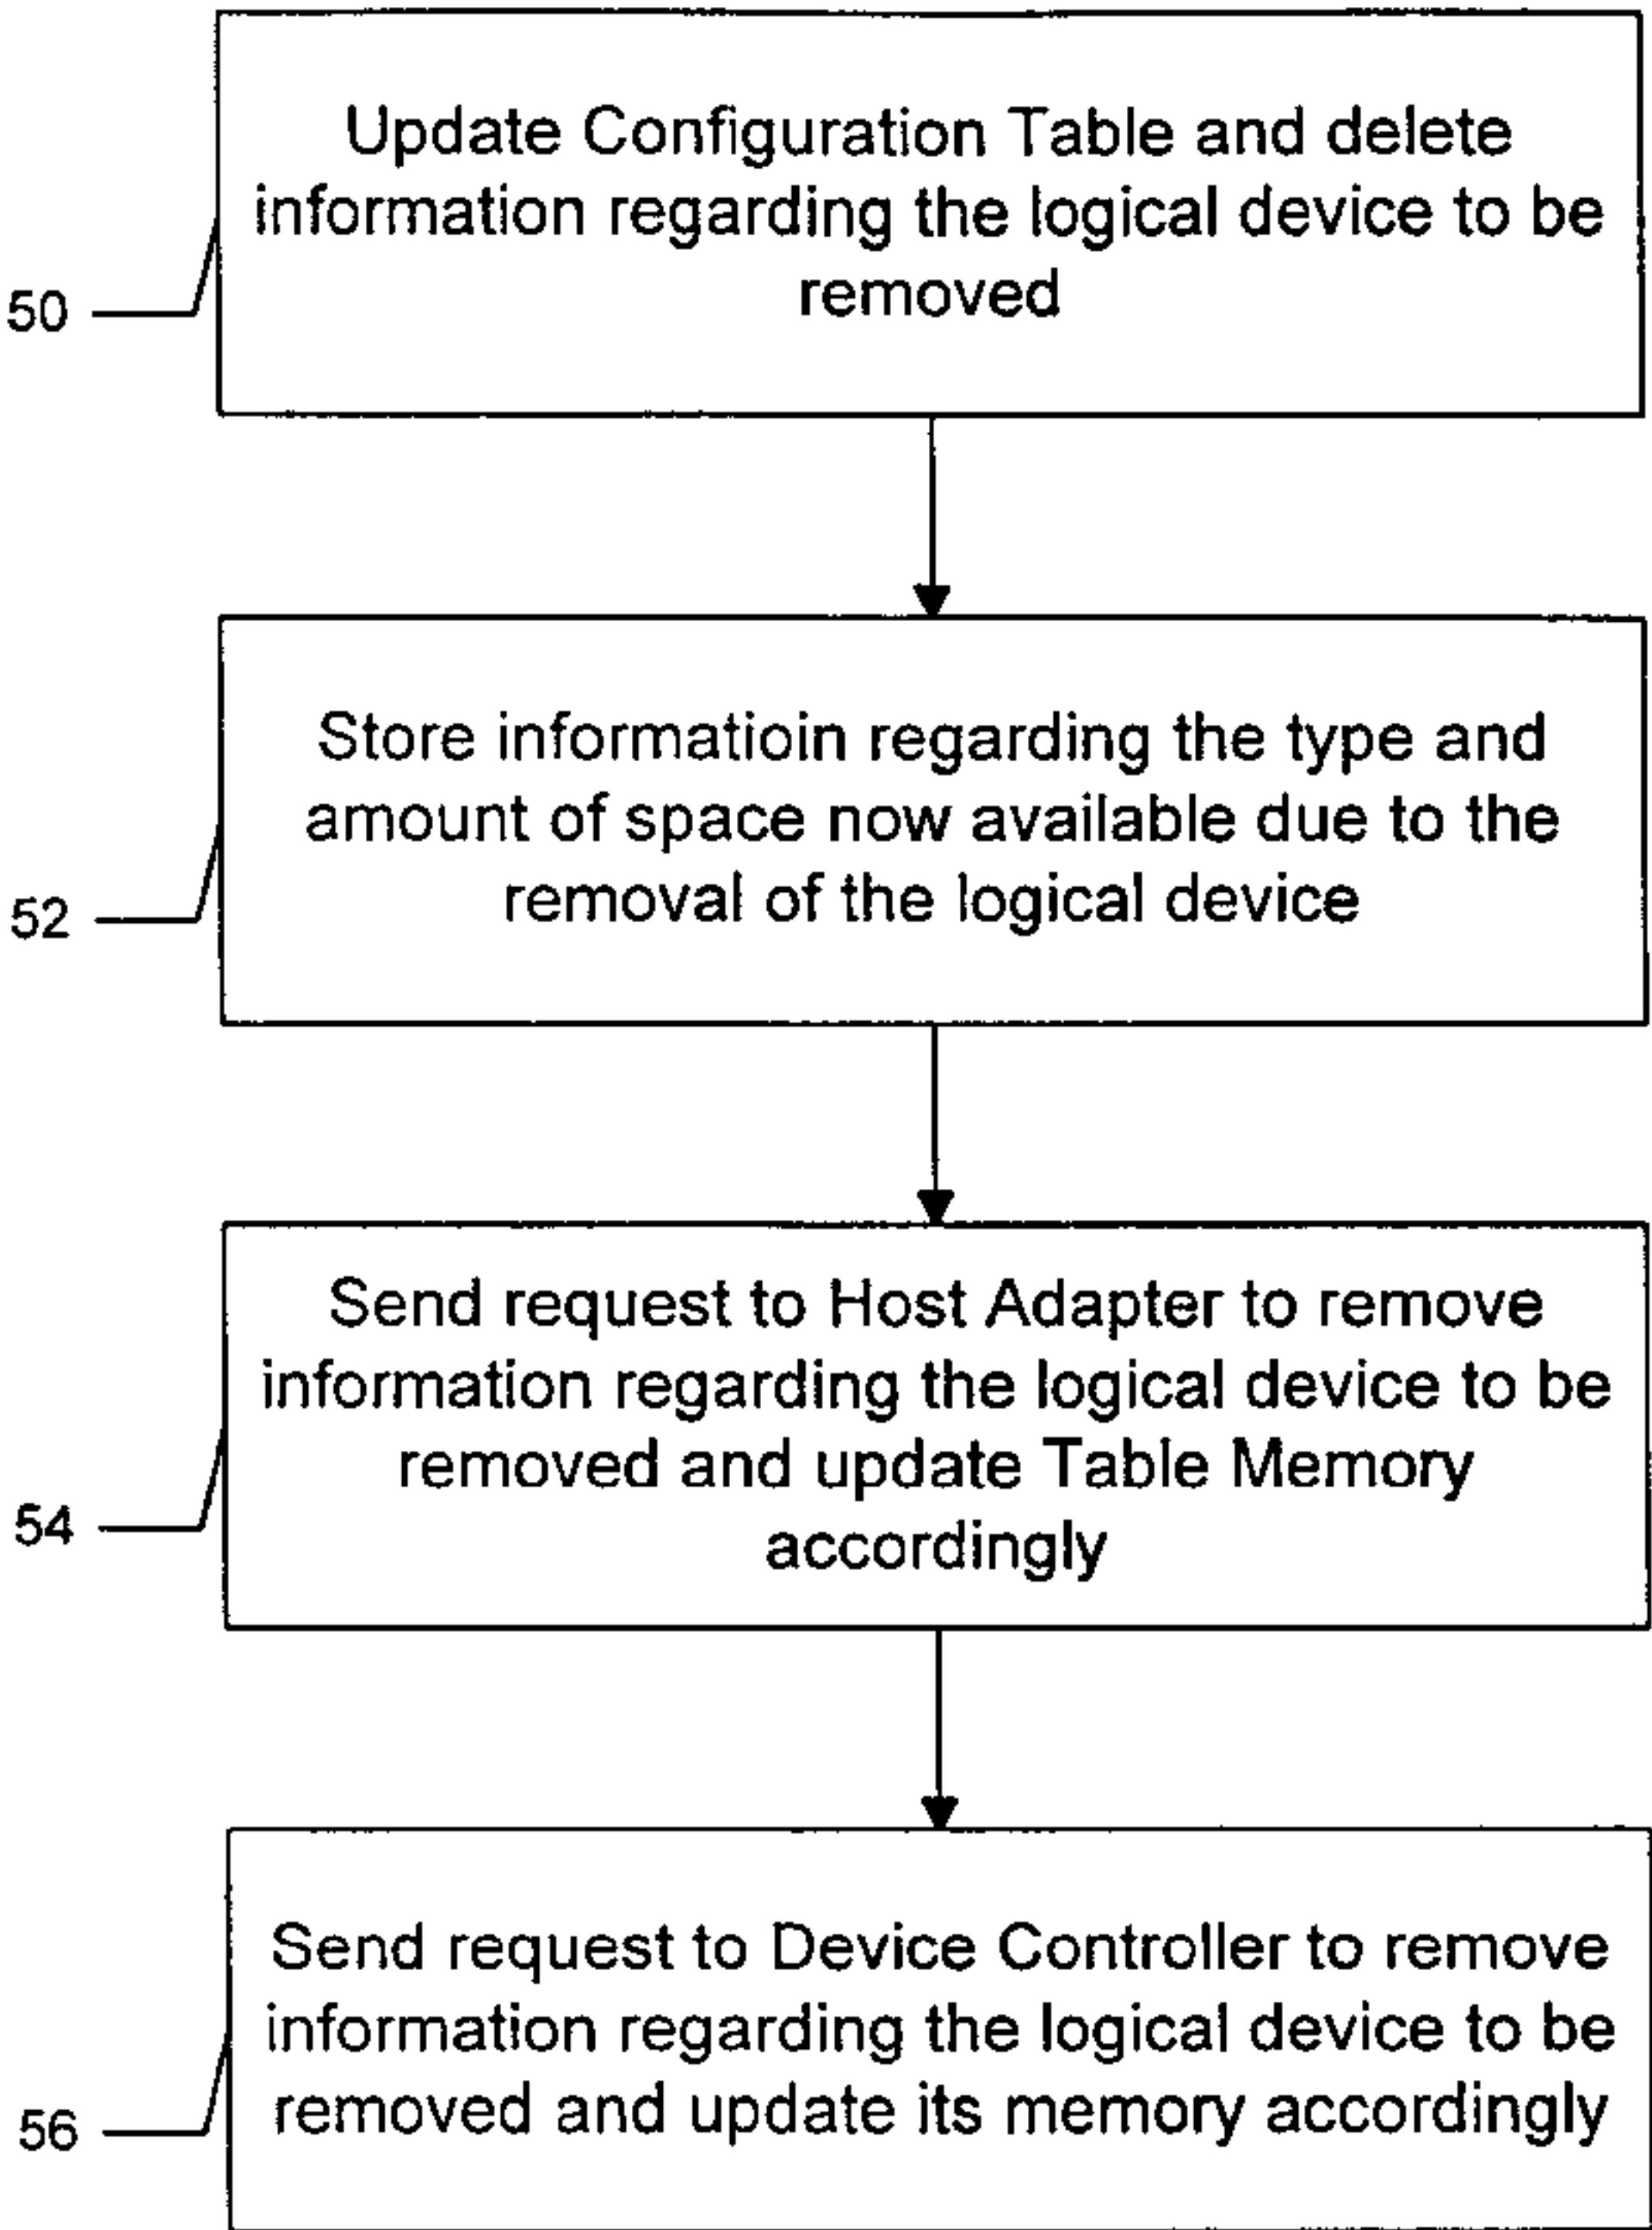 Update Configuration Table and delete
information regarding the logical device to be
removed
50
Store informatioin regarding the type and
amount of space now available due to the
removal of the logical device
52
Send request to Host Adapter to remove
information regarding the logical device to be
removed and update Table Memory
accordingly
54
Send request to Device Controller to remove
information regarding the logical device to be
removed and update its memory accordingly
56